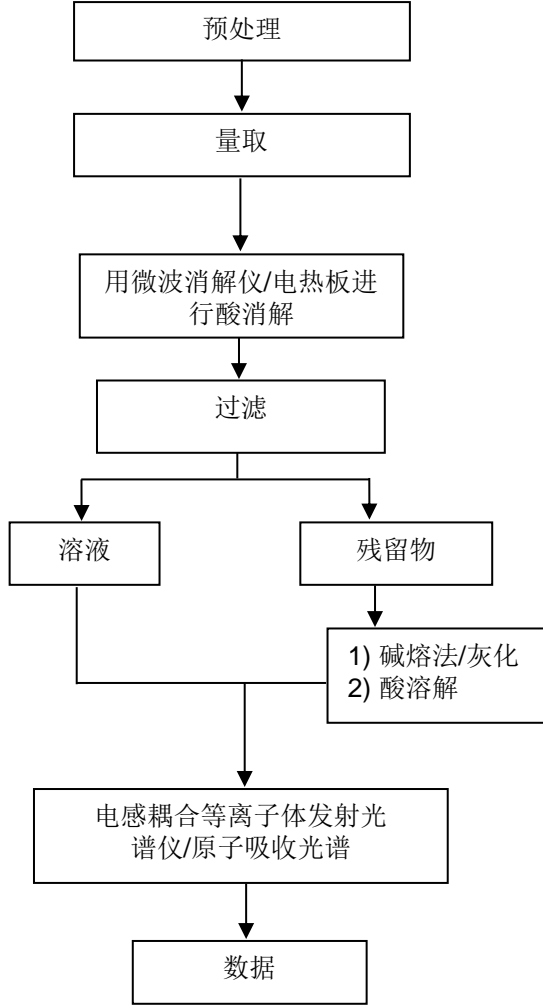 预处理
量取
用微波消解仪/电热板进
行酸消解
过滤
溶液
残留物
1) 碱熔法/灰化
2) 酸溶解
电感耦合等离子体发射光
谱仪/原子吸收光谱
数据